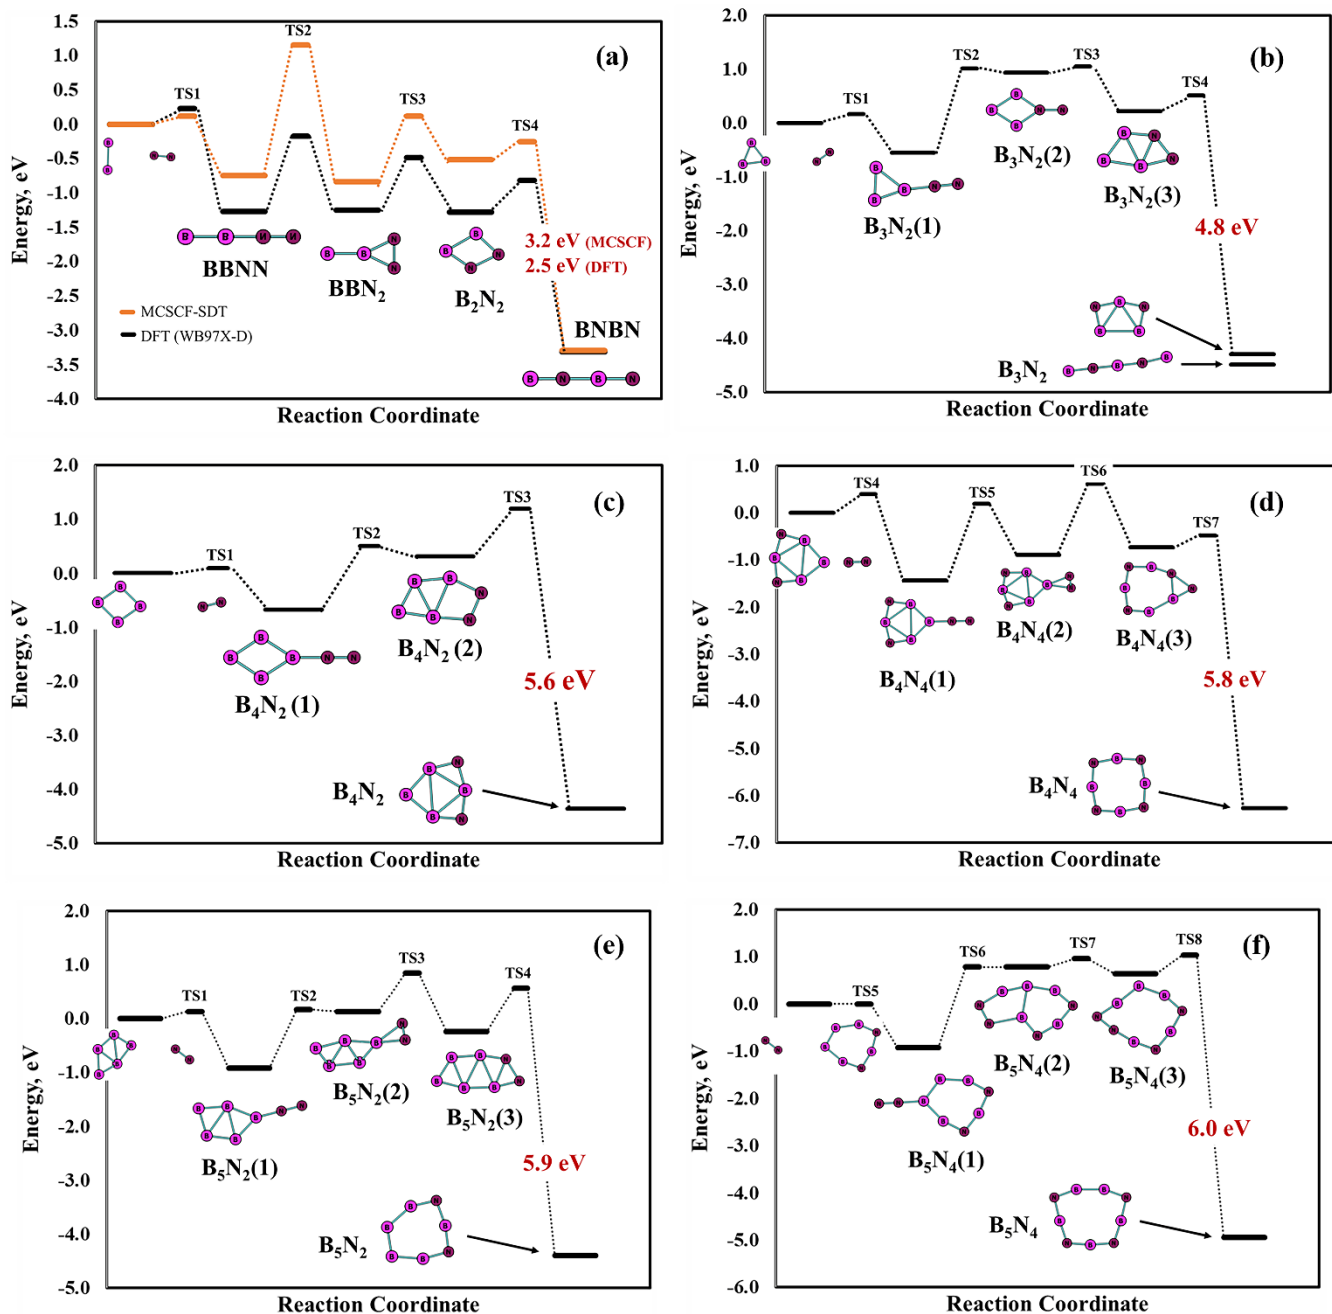 (a)
1.5
1.0
0.5
0.0
-0.5
-1.0
-1.5
-2.0
-2.5
-3.0
-3.5
-4.0
Energy, eV
TS1
TS2
TS3
TS4
B
B
N N
B B N N
BBNN
B B N N
BBN₂
B B N N
B₂N₂
3.2 eV (MCSCF)
2.5 eV (DFT)
MCSCF-SDT
DFT (WB97X-D)
BNBN
B N B N
Reaction Coordinate
(b)
2.0
1.0
0.0
-1.0
-2.0
-3.0
-4.0
-5.0
Energy, eV
TS1
TS2
TS3
TS4
B B B
N N
B B B N N
B₃N₂(1)
B B B N N
B₃N₂(2)
B N B B N
B₃N₂(3)
4.8 eV
N B N B B
B₃N₂
B N B N B
Reaction Coordinate
(c)
2.0
1.0
0.0
-1.0
-2.0
-3.0
-4.0
-5.0
Energy, eV
TS1
TS2
TS3
B B B B
N N
B B B B N N
B₄N₂ (1)
B B N B B N
B₄N₂ (2)
5.6 eV
B₄N₂
B N B B B N
Reaction Coordinate
(d)
1.0
0.0
-1.0
-2.0
-3.0
-4.0
-5.0
-6.0
-7.0
Energy, eV
TS4
TS5
TS6
TS7
N B B B N B
N N
N B B B N B N N
B₄N₄(1)
N B N B B N B N
B₄N₄(2)
N B N B N N B B
B₄N₄(3)
5.8 eV
B₄N₄
N B N B B N B N
Reaction Coordinate
(e)
2.0
1.0
0.0
-1.0
-2.0
-3.0
-4.0
-5.0
Energy, eV
TS1
TS2
TS3
TS4
B B B B B
N N
B B B B B N N
B₅N₂(1)
B B B B B N N
B₅N₂(2)
B B N B B B N
B₅N₂(3)
5.9 eV
B₅N₂
B N B B B B N
Reaction Coordinate
(f)
2.0
1.0
0.0
-1.0
-2.0
-3.0
-4.0
-5.0
-6.0
Energy, eV
TS5
TS6
TS7
TS8
N N
B B N B B B N
N N B B B N B B N
B₅N₄(1)
B B B N N N B B N
B₅N₄(2)
B B B N N N B N B
B₅N₄(3)
6.0 eV
B₅N₄
N B B N B B N B N
Reaction Coordinate